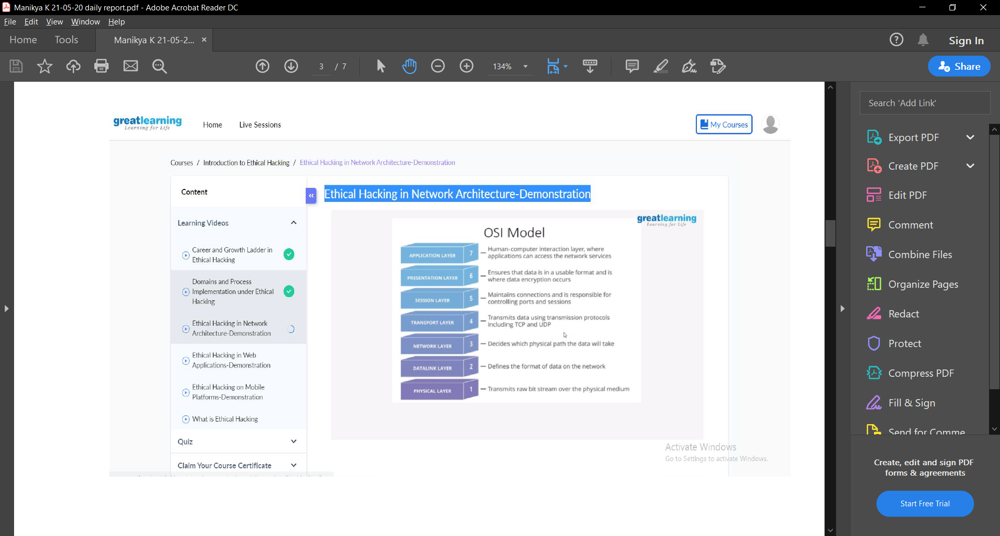 Manikya K 21-05-20 daily report.pdf - Adobe Acrobat Reader DC
File Edit View Window Help
Home Tools Manikya K 21-05-2... ×
Sign In
3 / 7 134%
Share
Search 'Add Link'
Export PDF
Create PDF
Edit PDF
Comment
Combine Files
Organize Pages
Redact
Protect
Compress PDF
Fill & Sign
Send for Comme
Create, edit and sign PDF
forms & agreements
Start Free Trial
greatlearning
Learning for Life
Home Live Sessions
My Courses
Courses / Introduction to Ethical Hacking / Ethical Hacking in Network Architecture-Demonstration
Content
«
Learning Videos
Career and Growth Ladder in
Ethical Hacking
Domains and Process
Implementation under Ethical
Hacking
Ethical Hacking in Network
Architecture-Demonstration
Ethical Hacking in Web
Applications-Demonstration
Ethical Hacking on Mobile
Platforms-Demonstration
What is Ethical Hacking
Quiz
Claim Your Course Certificate
Ethical Hacking in Network Architecture-Demonstration
greatlearning
Learning for Life
OSI Model
APPLICATION LAYER 7 — Human-computer interaction layer, where
applications can access the network services
PRESENTATION LAYER 6 — Ensures that data is in a usable format and is
where data encryption occurs
SESSION LAYER 5 — Maintains connections and is responsible for
controlling ports and sessions
TRANSPORT LAYER 4 — Transmits data using transmission protocols
including TCP and UDP
NETWORK LAYER 3 — Decides which physical path the data will take
DATALINK LAYER 2 — Defines the format of data on the network
PHYSICAL LAYER 1 — Transmits raw bit stream over the physical medium
Activate Windows
Go to Settings to activate Windows.